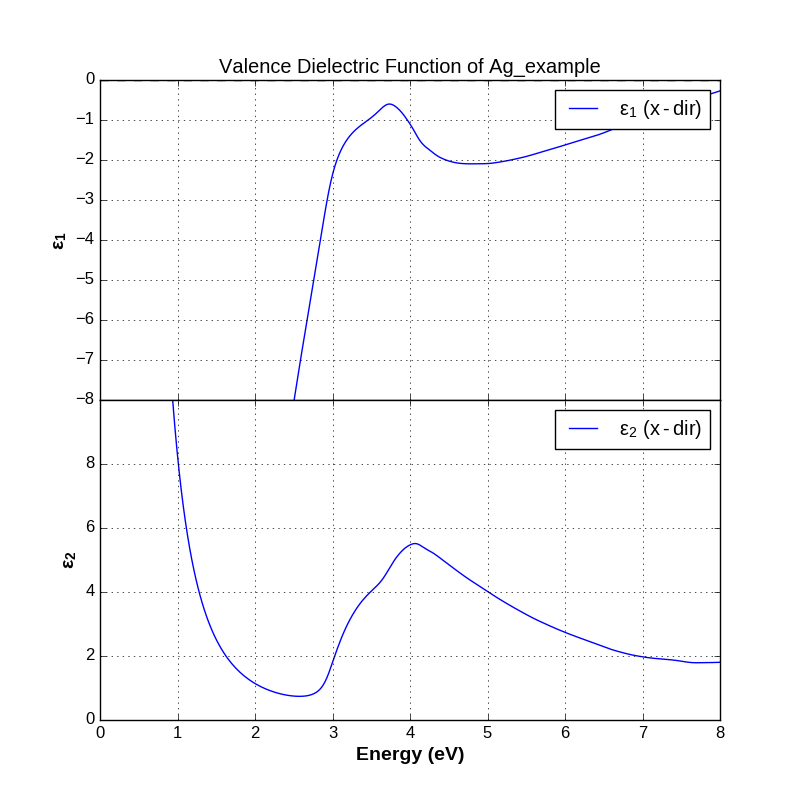 Valence Dielectric Function of Ag_example
0
−1
−2
−3
−4
−5
−6
−7
−8
ε1
ε1 (x-dir)
8
6
4
2
0
ε2
ε2 (x-dir)
0 1 2 3 4 5 6 7 8
Energy (eV)